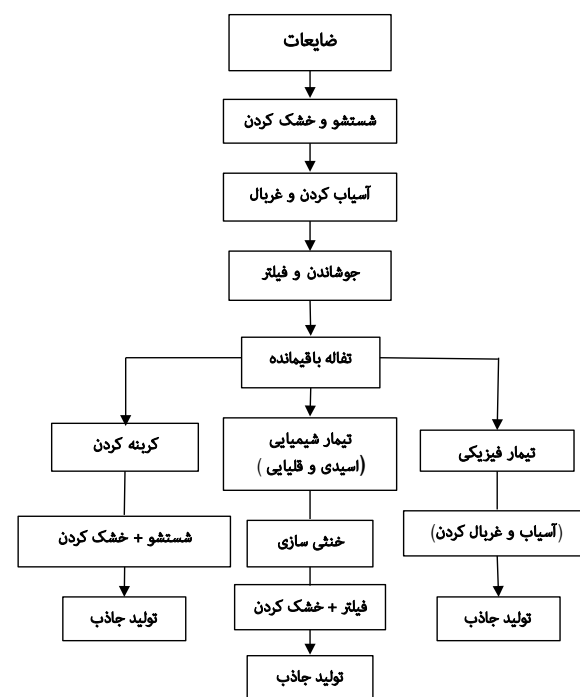 ضایعات
شستشو و خشک کردن
آسیاب کردن و غربال
جوشاندن و فیلتر
تفاله باقیمانده
کربنه کردن
شستشو + خشک کردن
تولید جاذب
تیمار شیمیایی
(اسیدی و قلیایی )
خنثی سازی
فیلتر + خشک کردن
تولید جاذب
تیمار فیزیکی
(آسیاب و غربال کردن)
تولید جاذب